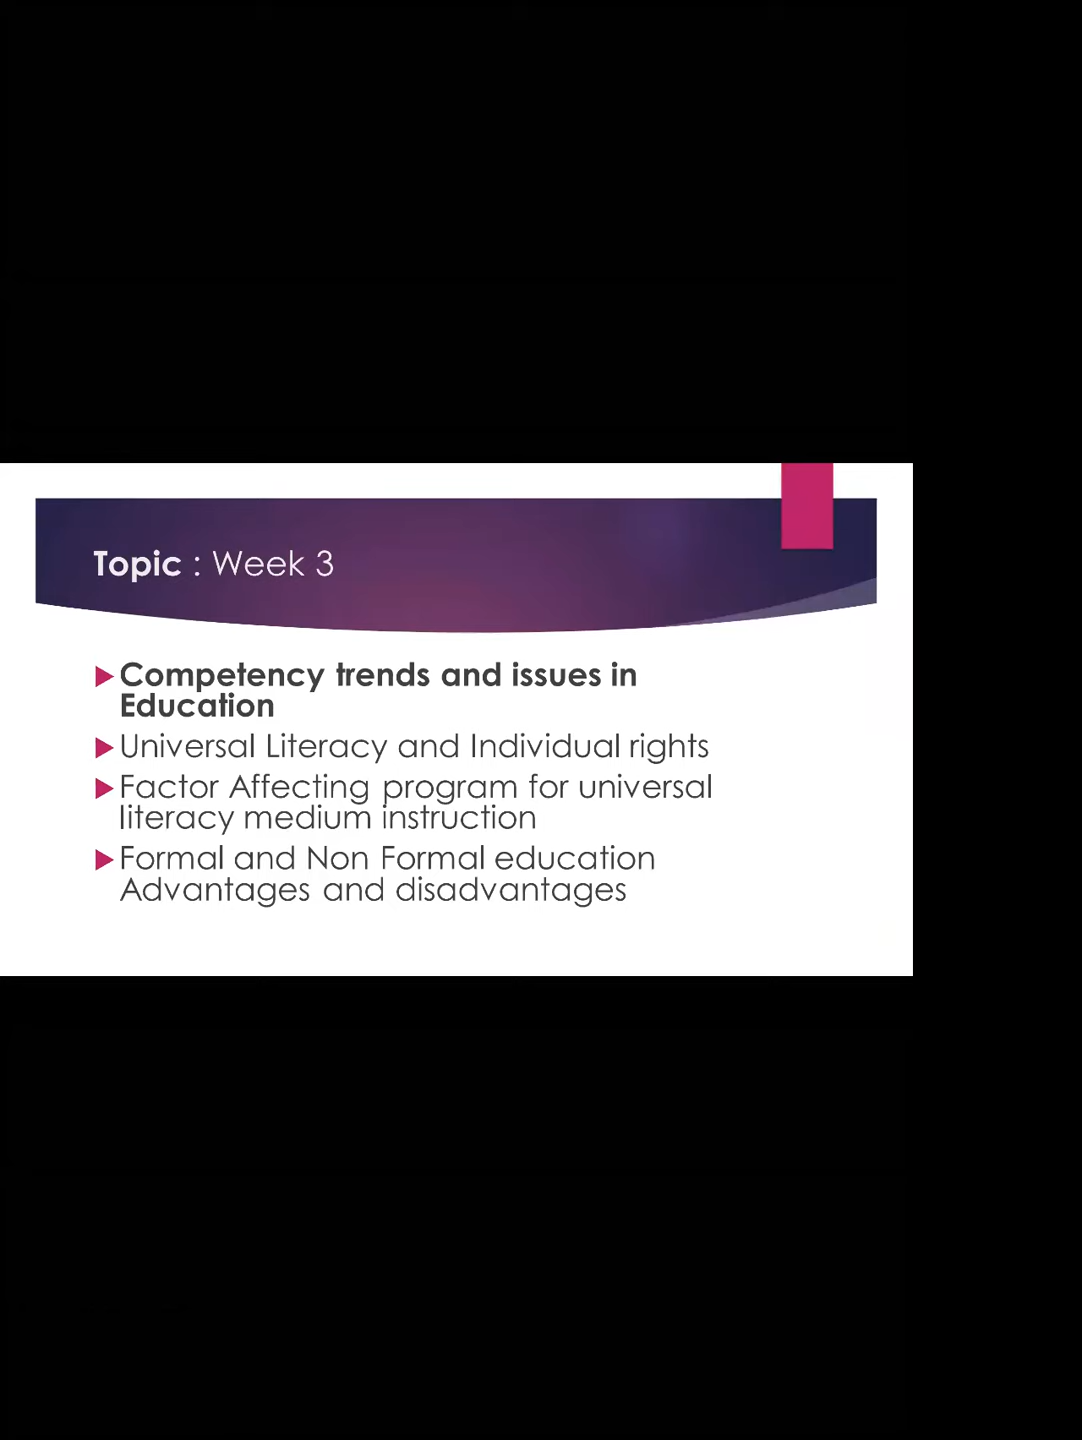 Topic : Week 3
Competency trends and issues in
Education
Universal Literacy and Individual rights
Factor Affecting program for universal
literacy medium instruction
Formal and Non Formal education
Advantages and disadvantages